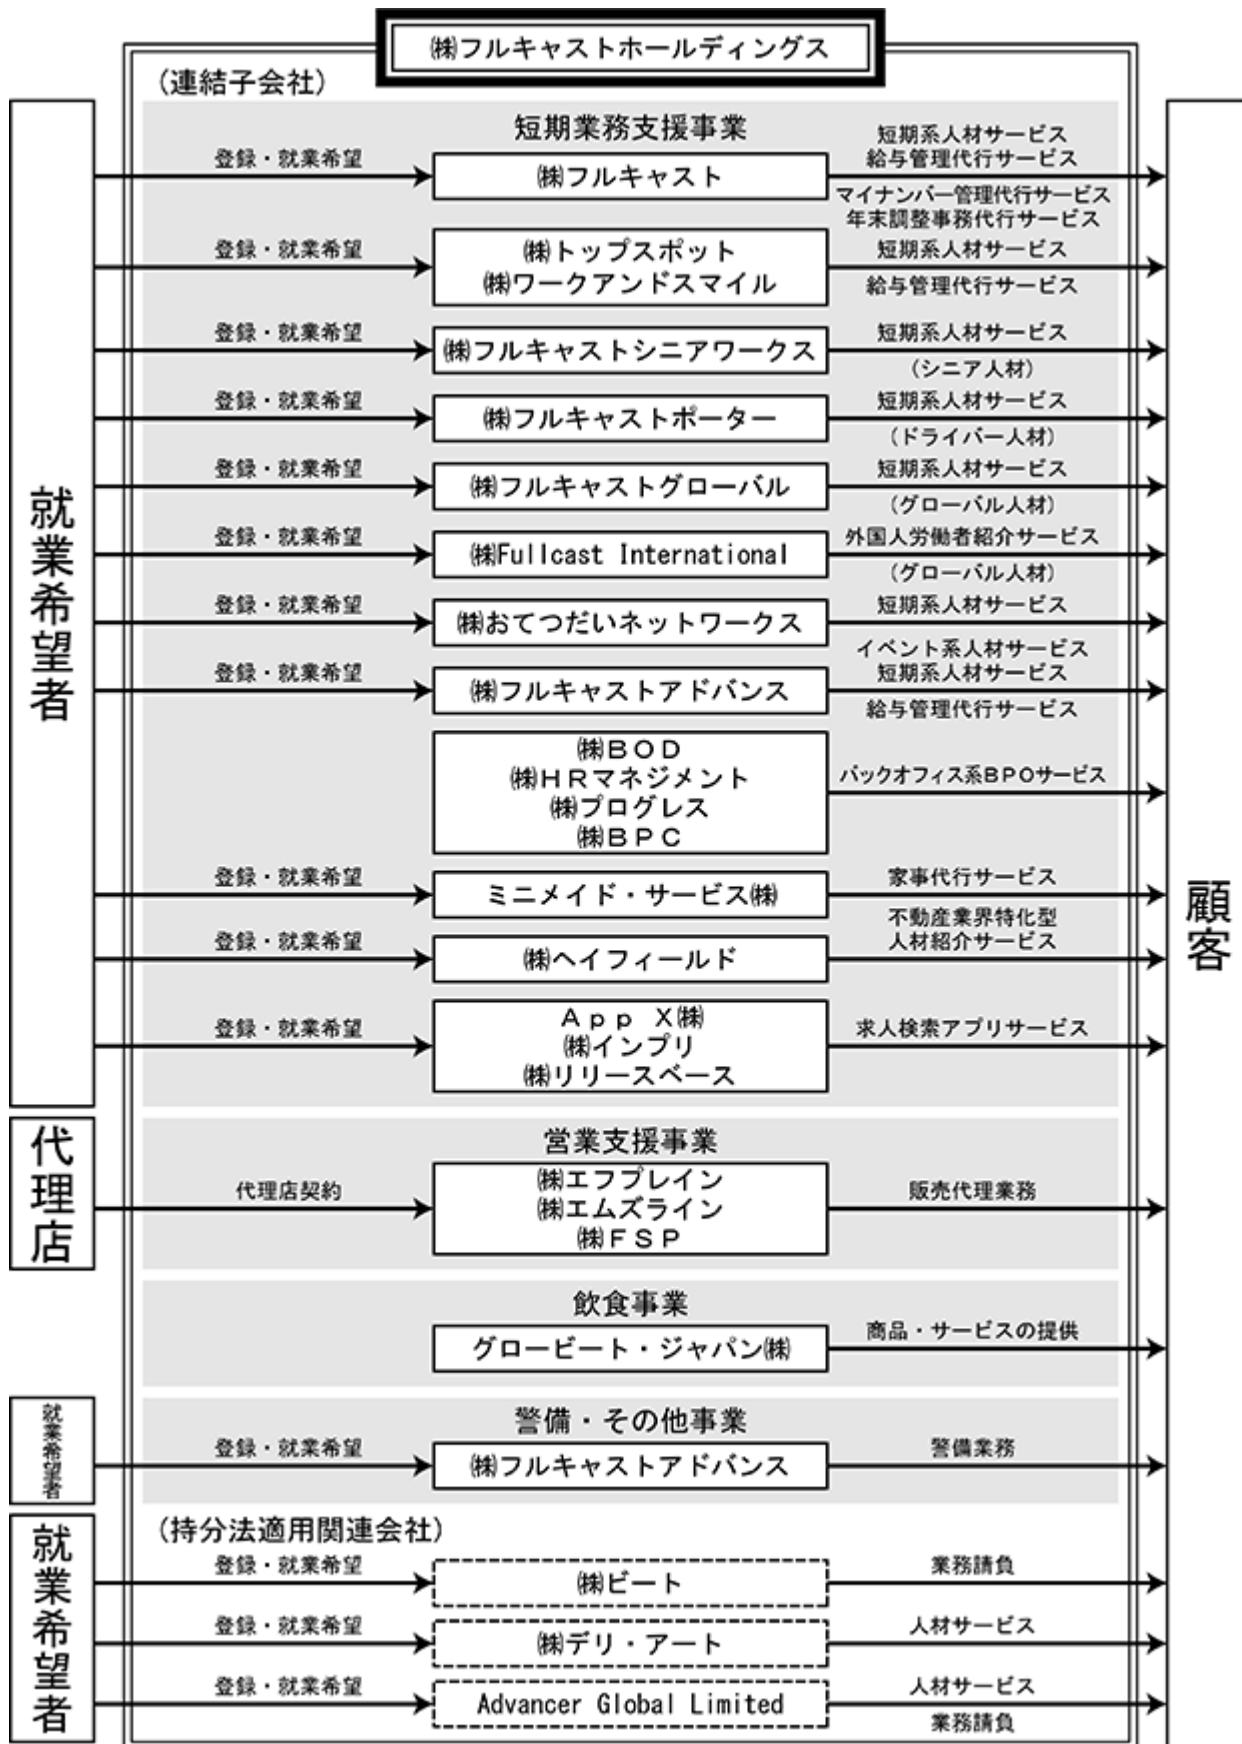 ㈱フルキャストホールディングス
(連結子会社)
短期業務支援事業
登録・就業希望
㈱フルキャスト
短期系人材サービス
給与管理代行サービス
マイナンバー管理代行サービス
年末調整事務代行サービス
登録・就業希望
㈱トップスポット
㈱ワークアンドスマイル
短期系人材サービス
給与管理代行サービス
登録・就業希望
㈱フルキャストシニアワークス
短期系人材サービス
(シニア人材)
登録・就業希望
㈱フルキャストポーター
短期系人材サービス
(ドライバー人材)
登録・就業希望
㈱フルキャストグローバル
短期系人材サービス
(グローバル人材)
登録・就業希望
㈱Fullcast International
外国人労働者紹介サービス
(グローバル人材)
登録・就業希望
㈱おてつだいネットワークス
短期系人材サービス
登録・就業希望
㈱フルキャストアドバンス
イベント系人材サービス
短期系人材サービス
給与管理代行サービス
㈱BOD
㈱HRマネジメント
㈱プログレス
㈱BPC
バックオフィス系BPOサービス
登録・就業希望
ミニメイド・サービス㈱
家事代行サービス
登録・就業希望
㈱ヘイフィールド
不動産業界特化型
人材紹介サービス
登録・就業希望
App X㈱
㈱インプリ
㈱リリースベース
求人検索アプリサービス
就業希望者
顧客
代理店
営業支援事業
代理店契約
㈱エフプレイン
㈱エムズライン
㈱FSP
販売代理業務
飲食事業
グロービート・ジャパン㈱
商品・サービスの提供
就業希望者
警備・その他事業
登録・就業希望
㈱フルキャストアドバンス
警備業務
就業希望者
(持分法適用関連会社)
登録・就業希望
㈱ビート
業務請負
登録・就業希望
㈱デリ・アート
人材サービス
登録・就業希望
Advancer Global Limited
人材サービス
業務請負